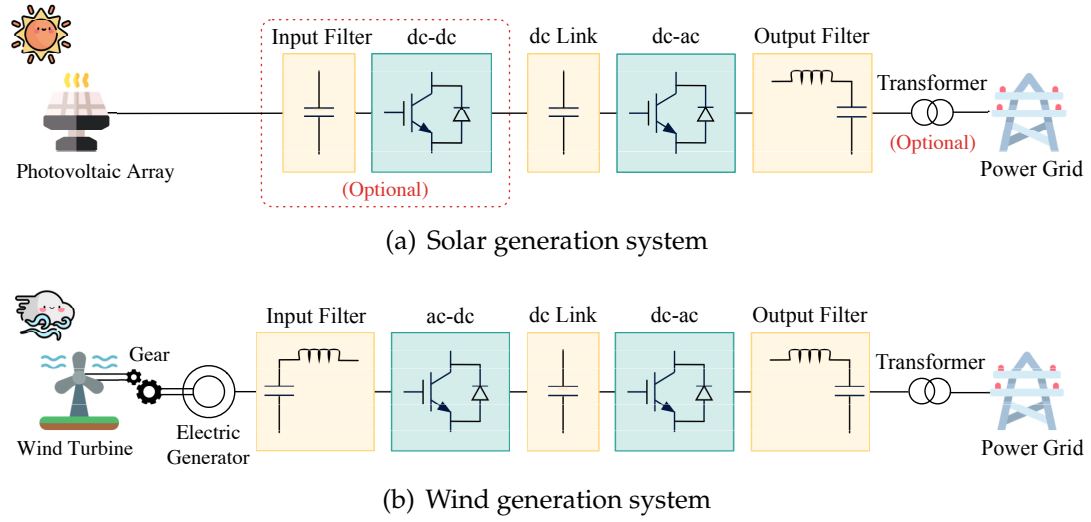 Input Filter
dc-dc
dc Link
dc-ac
Output Filter
Transformer
(Optional)
Photovoltaic Array
(Optional)
Power Grid
(a) Solar generation system
Input Filter
ac-dc
dc Link
dc-ac
Output Filter
Gear
Transformer
Wind Turbine
Electric
Generator
Power Grid
(b) Wind generation system